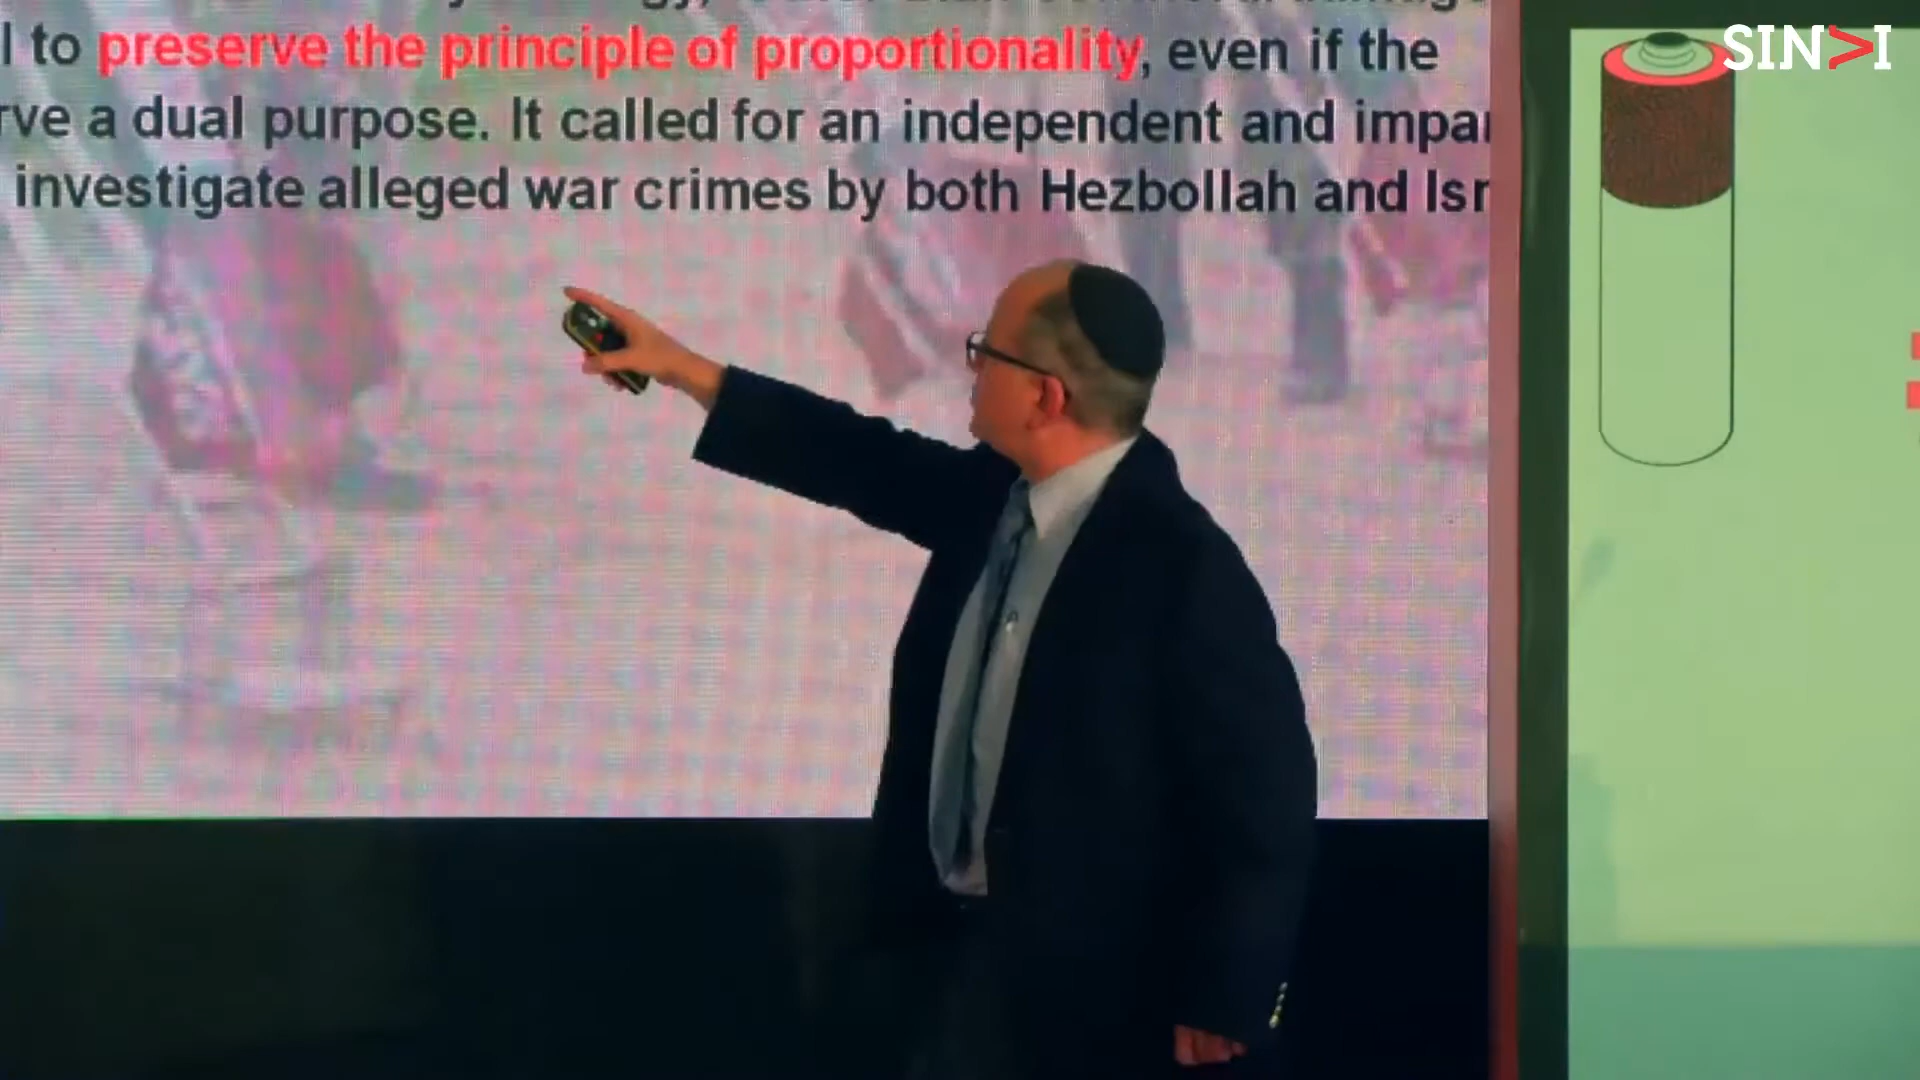 l to preserve the principle of proportionality, even if the
rve a dual purpose. It called for an independent and impar
investigate alleged war crimes by both Hezbollah and Isr
SIN>I